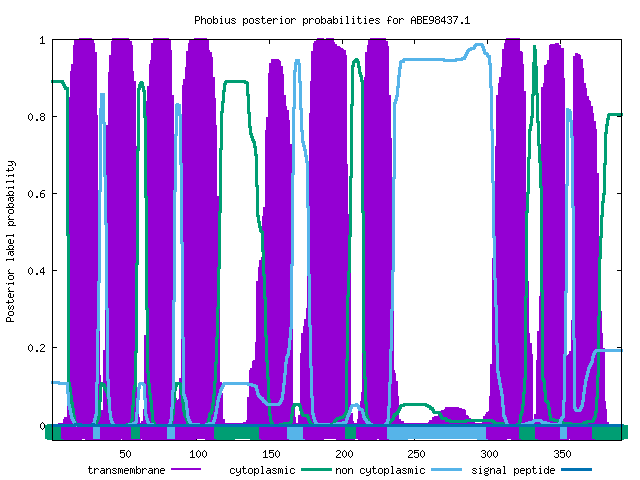 Phobius posterior probabilities for ABE98437.1
Posterior label probability
1
0.8
0.6
0.4
0.2
0
50 100 150 200 250 300 350
transmembrane cytoplasmic non cytoplasmic signal peptide